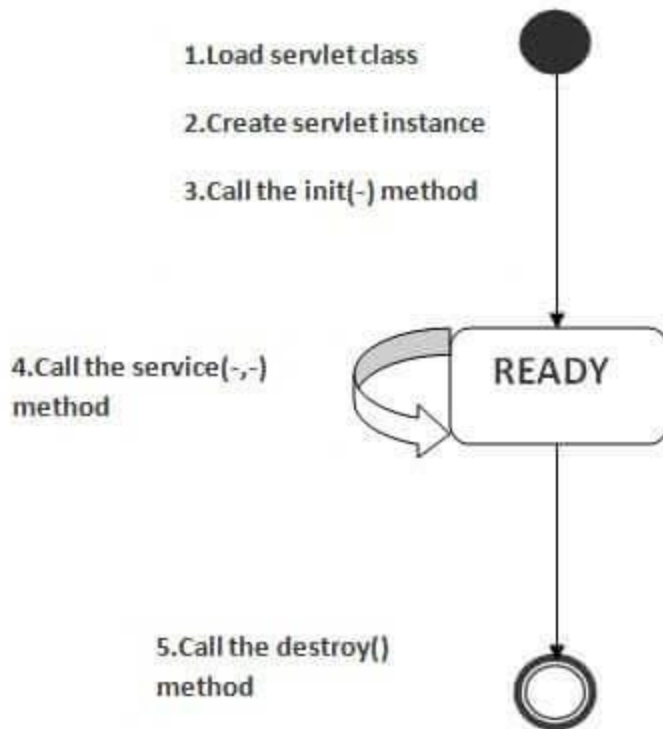 1.Load servlet class
2.Create servlet instance
3.Call the init(-) method
READY
4.Call the service(-,-)
method
5.Call the destroy()
method